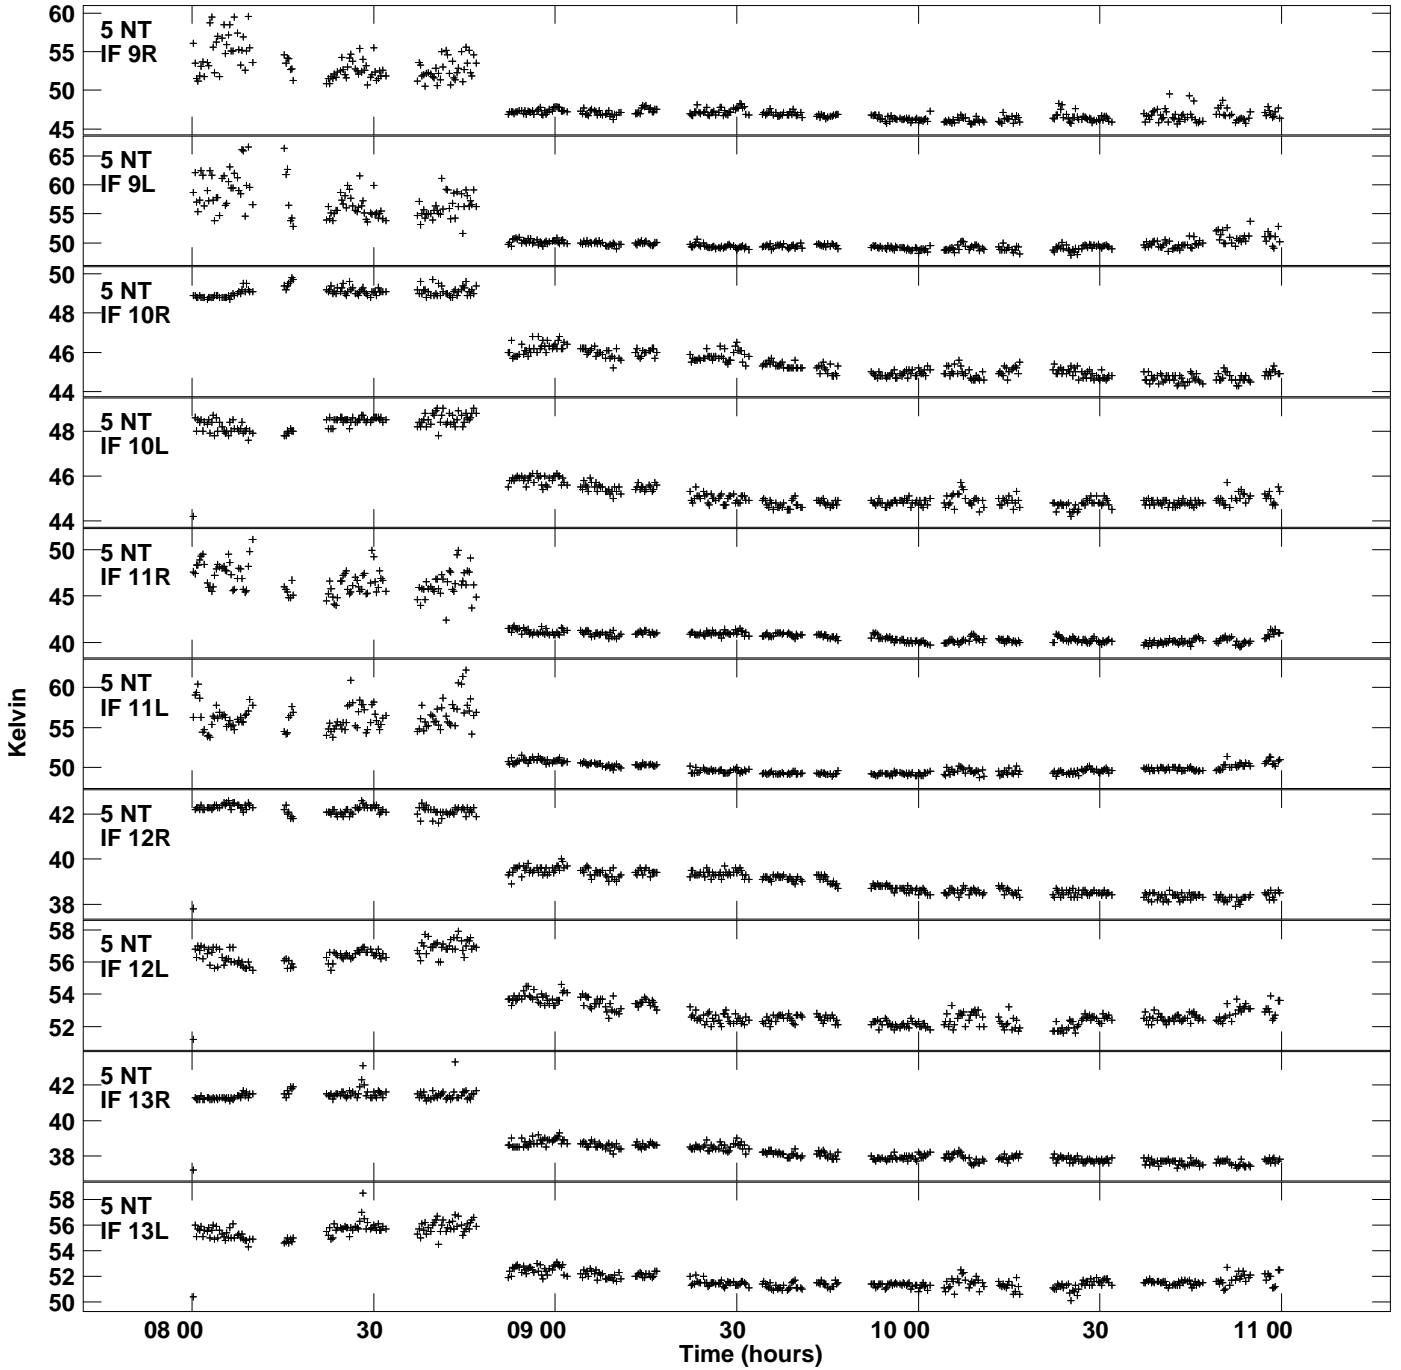 60
5 NT
IF 9R
55
50
45
65
5 NT
IF 9L
60
55
50
50
5 NT
IF 10R
48
46
44
5 NT
IF 10L
48
46
44
50
5 NT
IF 11R
45
40
60
5 NT
IF 11L
55
50
Kelvin
42
5 NT
IF 12R
40
38
58
5 NT
IF 12L
56
54
52
5 NT
42
IF 13R
40
38
58
5 NT
IF 13L
56
54
52
50
08 00 30 09 00 30 10 00 30 11 00
Time (hours)